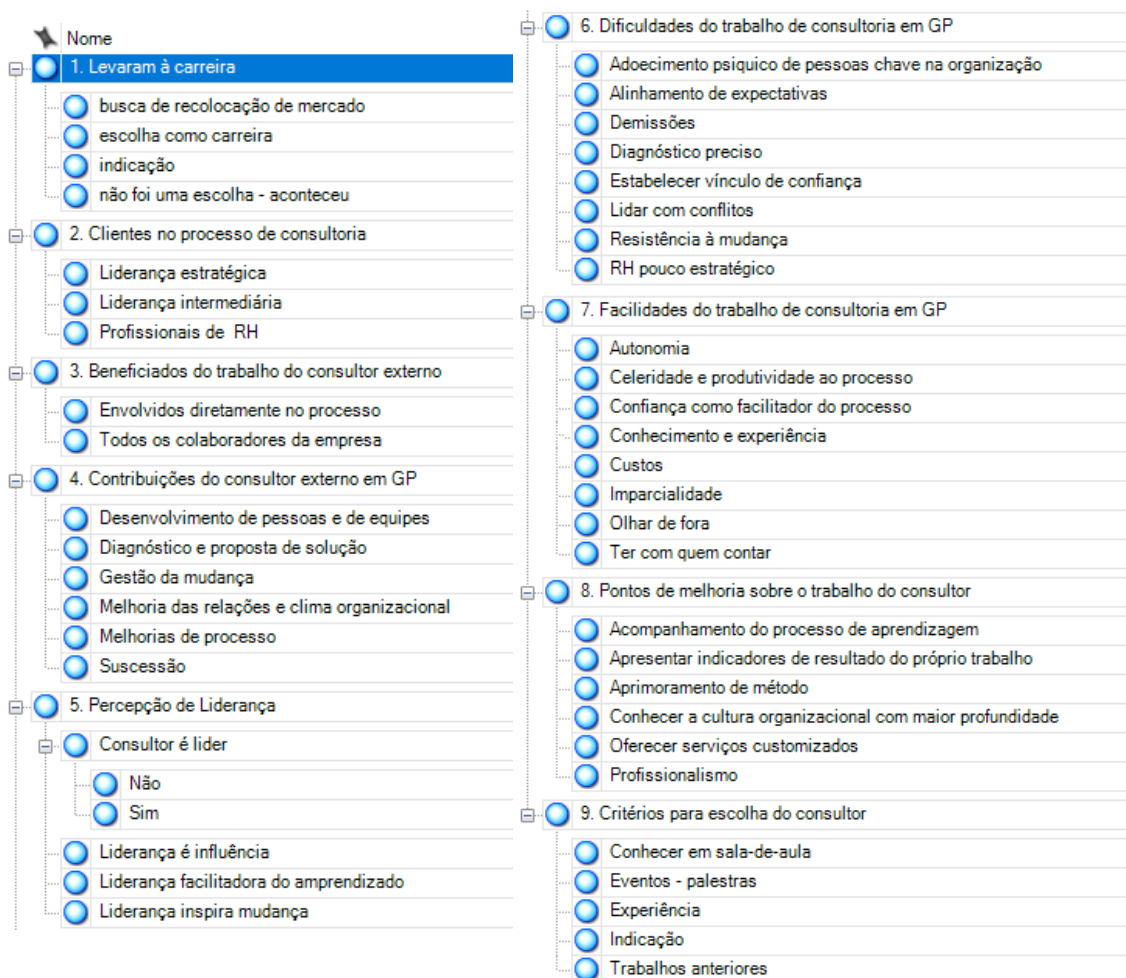 Nome
1. Levaram à carreira
busca de recolocação de mercado
escolha como carreira
indicação
não foi uma escolha - aconteceu
2. Clientes no processo de consultoria
Liderança estratégica
Liderança intermediária
Profissionais de RH
3. Beneficiados do trabalho do consultor externo
Envolvidos diretamente no processo
Todos os colaboradores da empresa
4. Contribuições do consultor externo em GP
Desenvolvimento de pessoas e de equipes
Diagnóstico e proposta de solução
Gestão da mudança
Melhoria das relações e clima organizacional
Melhorias de processo
Suscessão
5. Percepção de Liderança
Consultor é lider
Não
Sim
Liderança é influência
Liderança facilitadora do amprendizado
Liderança inspira mudança
6. Dificuldades do trabalho de consultoria em GP
Adoecimento psiquico de pessoas chave na organização
Alinhamento de expectativas
Demissões
Diagnóstico preciso
Estabelecer vínculo de confiança
Lidar com conflitos
Resistência à mudança
RH pouco estratégico
7. Facilidades do trabalho de consultoria em GP
Autonomia
Celeridade e produtividade ao processo
Confiança como facilitador do processo
Conhecimento e experiência
Custos
Imparcialidade
Olhar de fora
Ter com quem contar
8. Pontos de melhoria sobre o trabalho do consultor
Acompanhamento do processo de aprendizagem
Apresentar indicadores de resultado do próprio trabalho
Aprimoramento de método
Conhecer a cultura organizacional com maior profundidade
Oferecer serviços customizados
Profissionalismo
9. Critérios para escolha do consultor
Conhecer em sala-de-aula
Eventos - palestras
Experiência
Indicação
Trabalhos anteriores